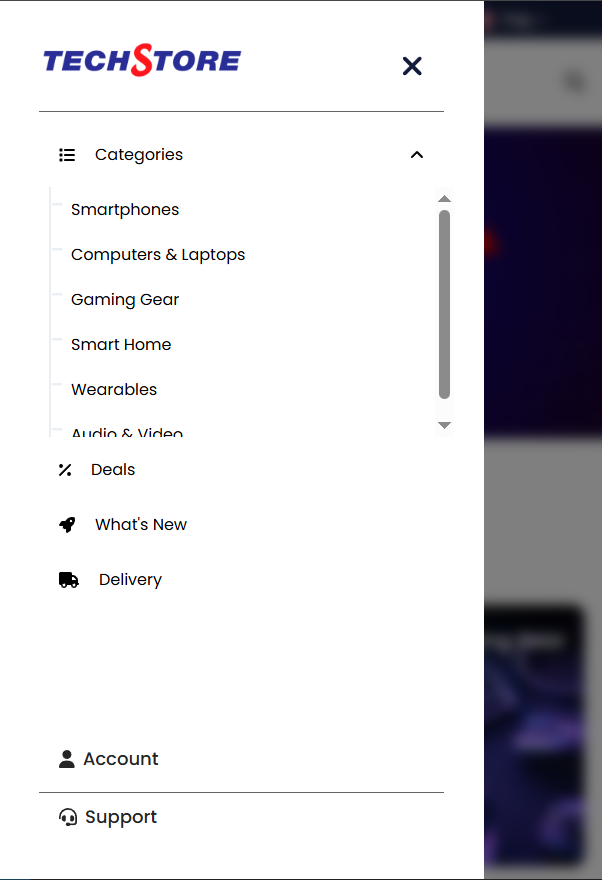 TECHSTORE
Categories
Smartphones
Computers & Laptops
Gaming Gear
Smart Home
Wearables
Audio & Video
Deals
What's New
Delivery
Account
Support